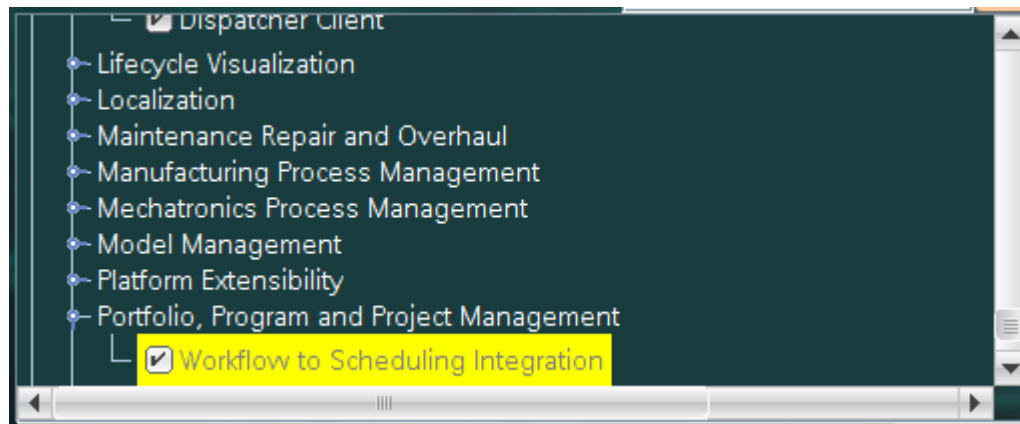 Dispatcher Client
Lifecycle Visualization
Localization
Maintenance Repair and Overhaul
Manufacturing Process Management
Mechatronics Process Management
Model Management
Platform Extensibility
Portfolio, Program and Project Management
Workflow to Scheduling Integration